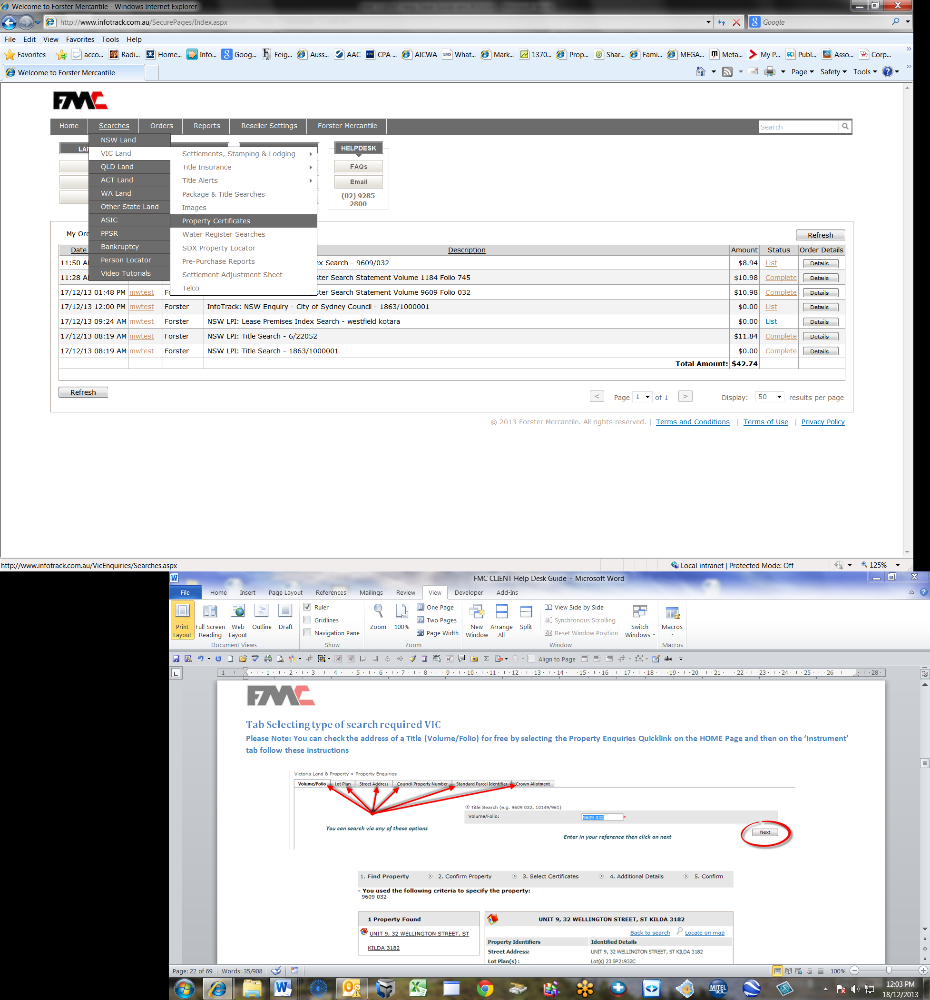 Welcome to Forster Mercantile - Windows Internet Explorer
http://www.infotrack.com.au/SecurePages/Index.aspx
Google
File Edit View Favorites Tools Help
Favorites acco... Radi... Home... Info... Goog... Feig... Auss... AAC CPA ... AICWA What... Mark... 1370... Prop... Shar... Fami... MEGA... Meta... My P... Publ... Asso... Corp...
Welcome to Forster Mercantile
Page Safety Tools
FMC
Home Searches Orders Reports Reseller Settings Forster Mercantile Search
NSW Land
VIC Land
QLD Land
ACT Land
WA Land
Other State Land
ASIC
PPSR
Bankruptcy
Person Locator
Video Tutorials
Settlements, Stamping & Lodging
Title Insurance
Title Alerts
Package & Title Searches
Images
Property Certificates
Water Register Searches
SDX Property Locator
Pre-Purchase Reports
Settlement Adjustment Sheet
Telco
HELPDESK
FAQs
Email
(02) 9285
2800
My Ord
Refresh
Date Description Amount Status Order Details
11:50 A ex Search - 9609/032 $8.94 List Details
11:28 A ster Search Statement Volume 1184 Folio 745 $10.98 Complete Details
17/12/13 01:48 PM mwtest Fo ster Search Statement Volume 9609 Folio 032 $10.98 Complete Details
17/12/13 12:00 PM mwtest Forster InfoTrack: NSW Enquiry - City of Sydney Council - 1863/1000001 $0.00 List Details
17/12/13 09:24 AM mwtest Forster NSW LPI: Lease Premises Index Search - westfield kotara $0.00 List Details
17/12/13 08:19 AM mwtest Forster NSW LPI: Title Search - 6/22052 $11.84 Complete Details
17/12/13 08:19 AM mwtest Forster NSW LPI: Title Search - 1863/1000001 $0.00 Complete Details
Total Amount: $42.74
Refresh
< Page 1 of 1 > Display: 50 results per page
© 2013 Forster Mercantile. All rights reserved. | Terms and Conditions | Terms of Use | Privacy Policy
http://www.infotrack.com.au/VicEnquiries/Searches.aspx Local intranet | Protected Mode: Off 125%
FMC CLIENT Help Desk Guide - Microsoft Word
File Home Insert Page Layout References Mailings Review View Developer Add-Ins
Print Layout
Full Screen Reading
Web Layout
Outline
Draft
Document Views
Ruler
Gridlines
Navigation Pane
Show
Zoom
100%
One Page
Two Pages
Page Width
Zoom
New Window
Arrange All
Split
View Side by Side
Synchronous Scrolling
Reset Window Position
Window
Switch Windows
Macros
Macros
Align to Page
1 1 2 3 4 5 6 7 8 9 10 11 12 13 14 15 16 17 18 19 20 21 22 23 24 25 26 28
FMC
Tab Selecting type of search required VIC
Please Note: You can check the address of a Title (Volume/Folio) for free by selecting the Property Enquiries Quicklink on the HOME Page and then on the ‘Instrument’
tab follow these instructions
Victoria Land & Property > Property Enquiries
Volume/Folio Lot Plan Street Address Council Property Number Standard Parcel Identifier Crown Allotment
Title Search (e.g. 9609 032, 10149/961)
Volume/Folio: 9609 032 *
You can search via any of these options
Next
Enter in your reference then click on next
1. Find Property 2. Confirm Property 3. Select Certificates 4. Additional Details 5. Confirm
- You used the following criteria to specify the property:
9609 032
1 Property Found
UNIT 9, 32 WELLINGTON STREET, ST
KILDA 3182
UNIT 9, 32 WELLINGTON STREET, ST KILDA 3182
Back to search Locate on map
Property Identifiers Identified Details
Street Address: UNIT 9, 32 WELLINGTON STREET, ST KILDA 3182
Lot Plan(s) : Lot(s) 23 SP21932C
Page: 22 of 69 Words: 35/908 100%
MITEL
12:03 PM
18/12/2013